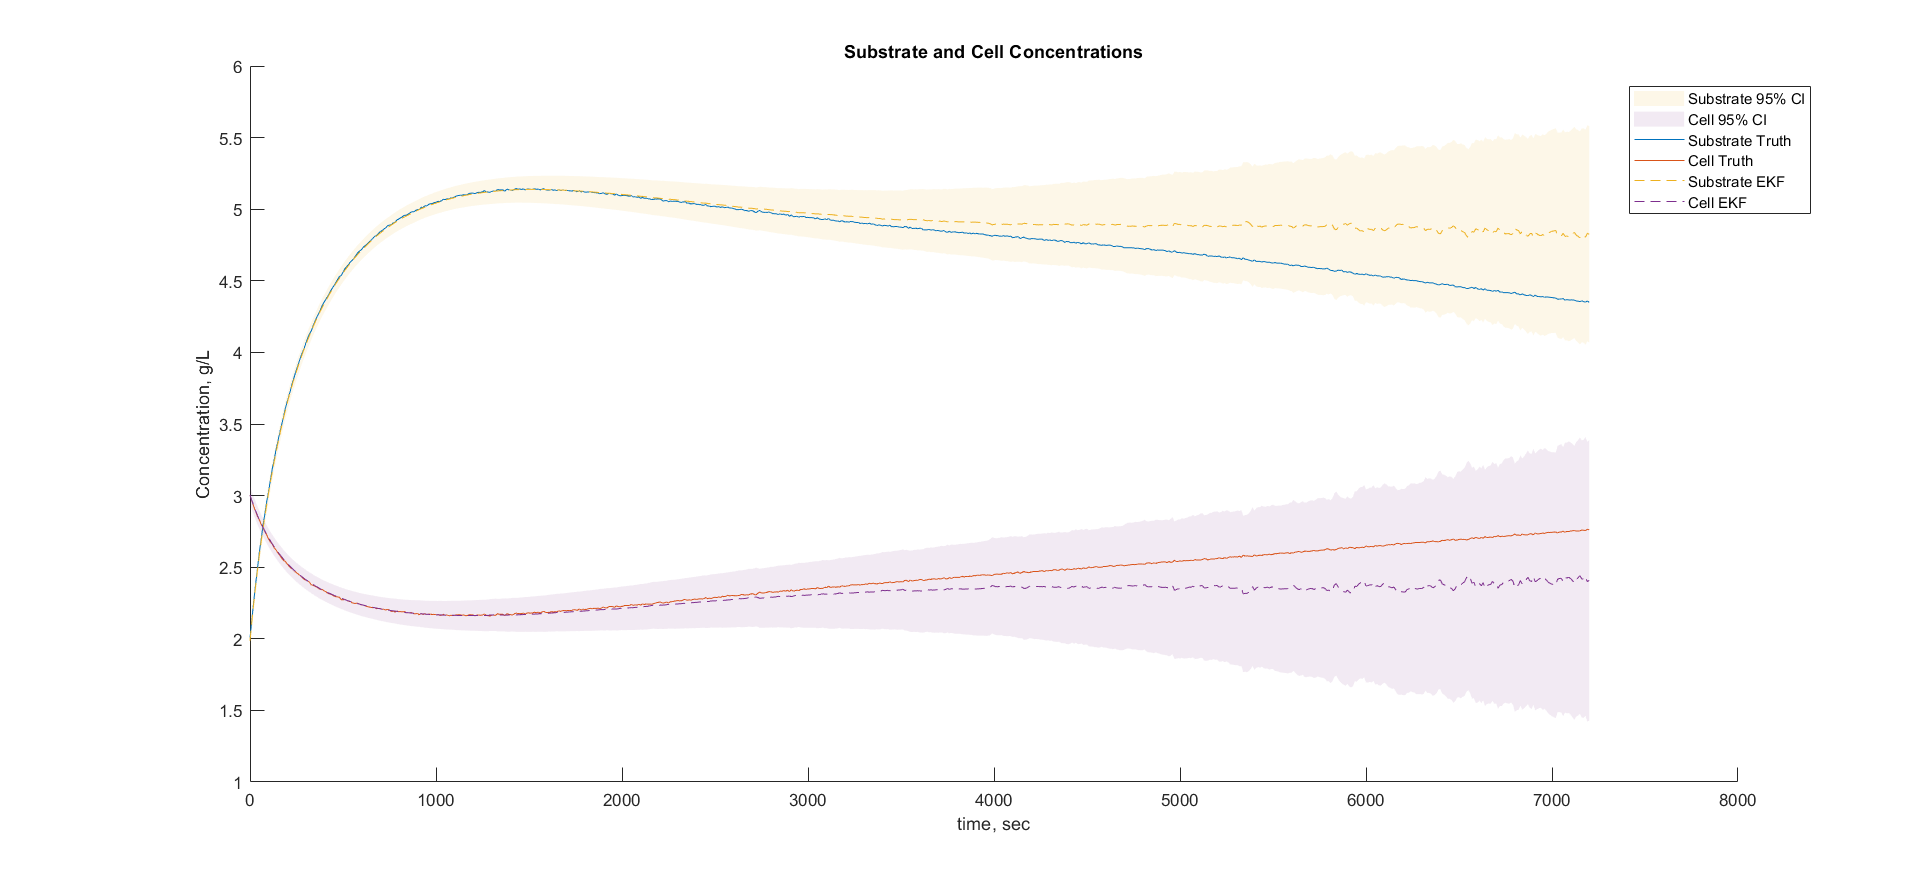 Substrate and Cell Concentrations
6
5.5
5
4.5
4
3.5
3
2.5
2
1.5
1
Concentration, g/L
0 1000 2000 3000 4000 5000 6000 7000 8000
time, sec
Substrate 95% CI
Cell 95% CI
Substrate Truth
Cell Truth
Substrate EKF
Cell EKF